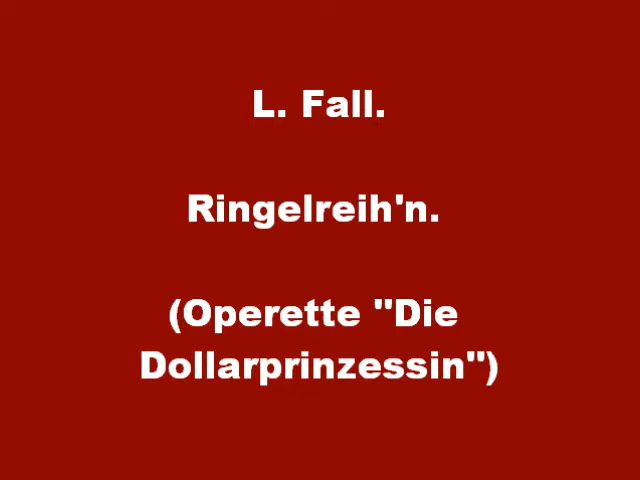 L. Fall.
Ringelreih'n.
(Operette "Die
Dollarprinzessin")